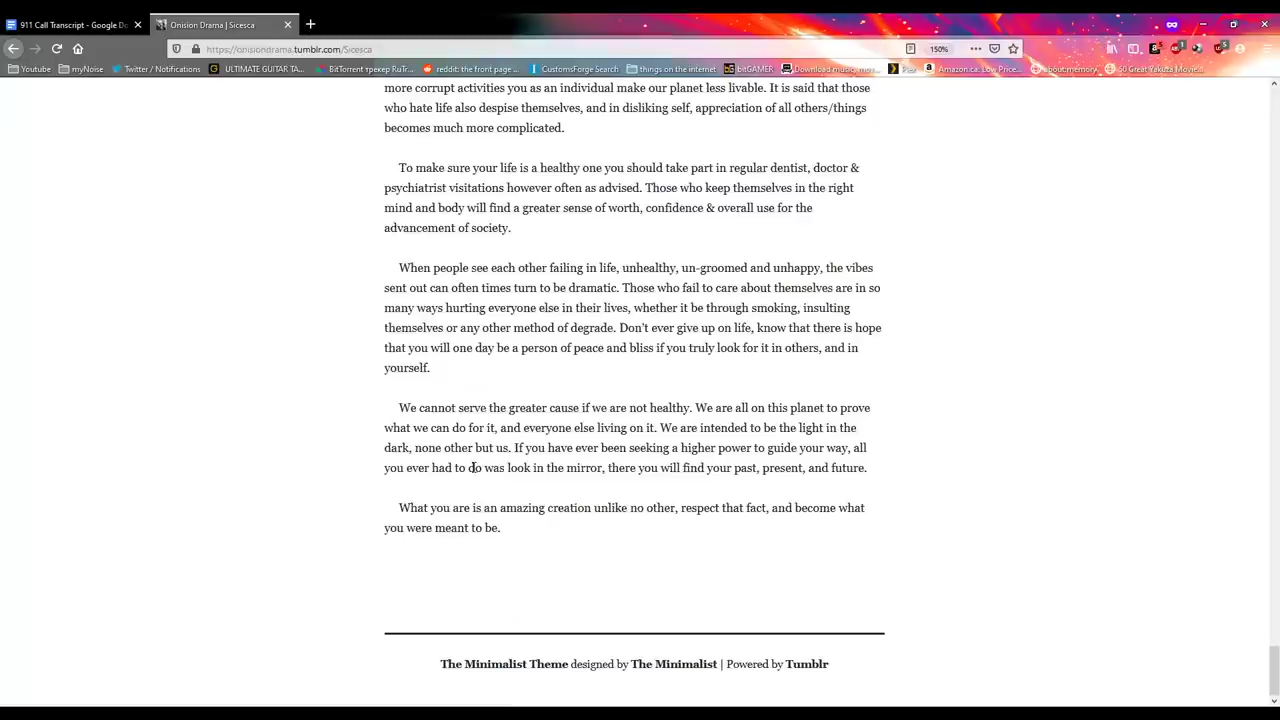 911 Call Transcript - Google Do
Onision Drama | Sicesca
https://onisiondrama.tumblr.com/Sicesca
150%
Youtube
myNoise
Twitter / Notifications
ULTIMATE GUITAR TA...
BitTorrent трекер RuTr...
reddit: the front page ...
CustomsForge Search
things on the internet
bitGAMER
Download music, mov...
Plex
Amazon.ca: Low Price...
about:memory
60 Great Yakuza Movie...
more corrupt activities you as an individual make our planet less livable. It is said that those
who hate life also despise themselves, and in disliking self, appreciation of all others/things
becomes much more complicated.
To make sure your life is a healthy one you should take part in regular dentist, doctor &
psychiatrist visitations however often as advised. Those who keep themselves in the right
mind and body will find a greater sense of worth, confidence & overall use for the
advancement of society.
When people see each other failing in life, unhealthy, un-groomed and unhappy, the vibes
sent out can often times turn to be dramatic. Those who fail to care about themselves are in so
many ways hurting everyone else in their lives, whether it be through smoking, insulting
themselves or any other method of degrade. Don't ever give up on life, know that there is hope
that you will one day be a person of peace and bliss if you truly look for it in others, and in
yourself.
We cannot serve the greater cause if we are not healthy. We are all on this planet to prove
what we can do for it, and everyone else living on it. We are intended to be the light in the
dark, none other but us. If you have ever been seeking a higher power to guide your way, all
you ever had to do was look in the mirror, there you will find your past, present, and future.
What you are is an amazing creation unlike no other, respect that fact, and become what
you were meant to be.
The Minimalist Theme designed by The Minimalist | Powered by Tumblr